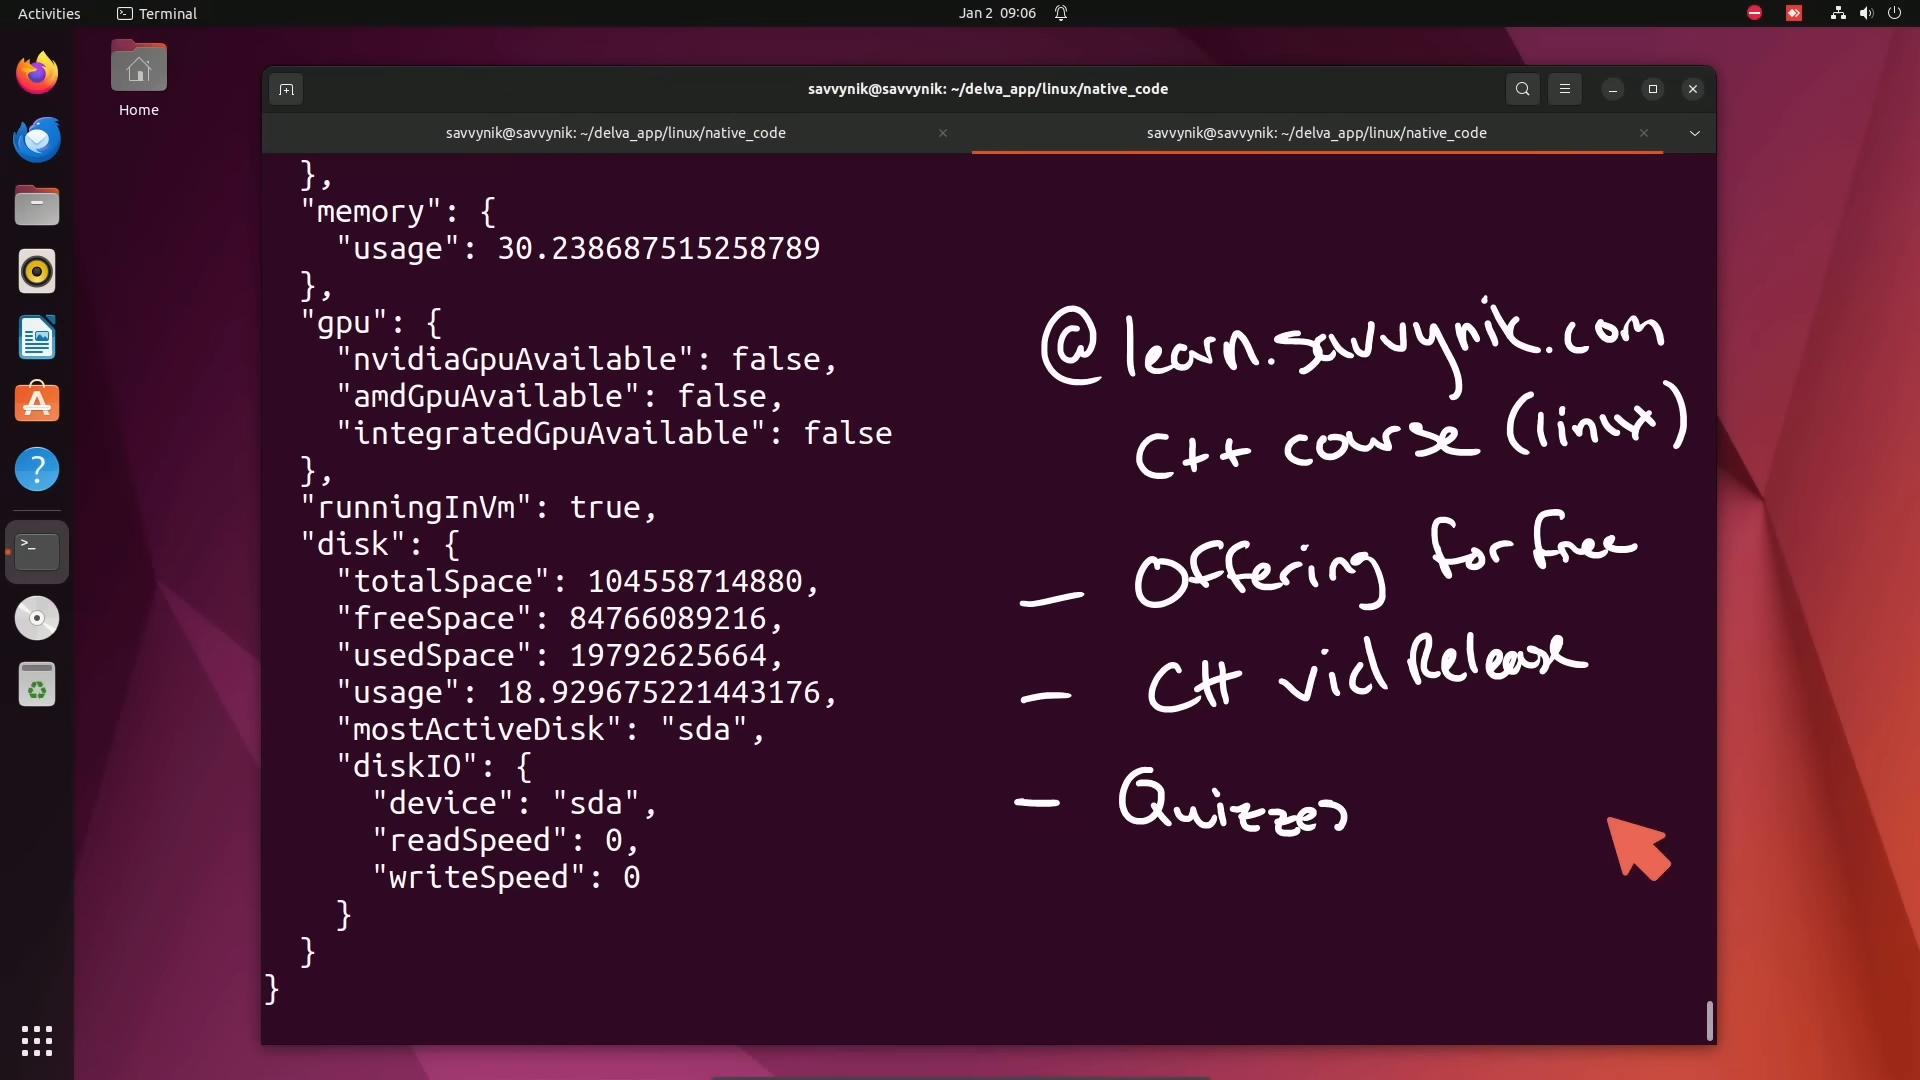 Activities
Terminal
Jan 2 09:06
Home
savvynik@savvynik: ~/delva_app/linux/native_code
savvynik@savvynik: ~/delva_app/linux/native_code
savvynik@savvynik: ~/delva_app/linux/native_code
},
"memory": {
"usage": 30.238687515258789
},
"gpu": {
"nvidiaGpuAvailable": false,
"amdGpuAvailable": false,
"integratedGpuAvailable": false
},
"runningInVm": true,
"disk": {
"totalSpace": 104558714880,
"freeSpace": 84766089216,
"usedSpace": 19792625664,
"usage": 18.929675221443176,
"mostActiveDisk": "sda",
"diskIO": {
"device": "sda",
"readSpeed": 0,
"writeSpeed": 0
}
}
}
@ learn.savvynik.com
C++ course (linux)
- Offering for free
- C++ vid Release
- Quizzes